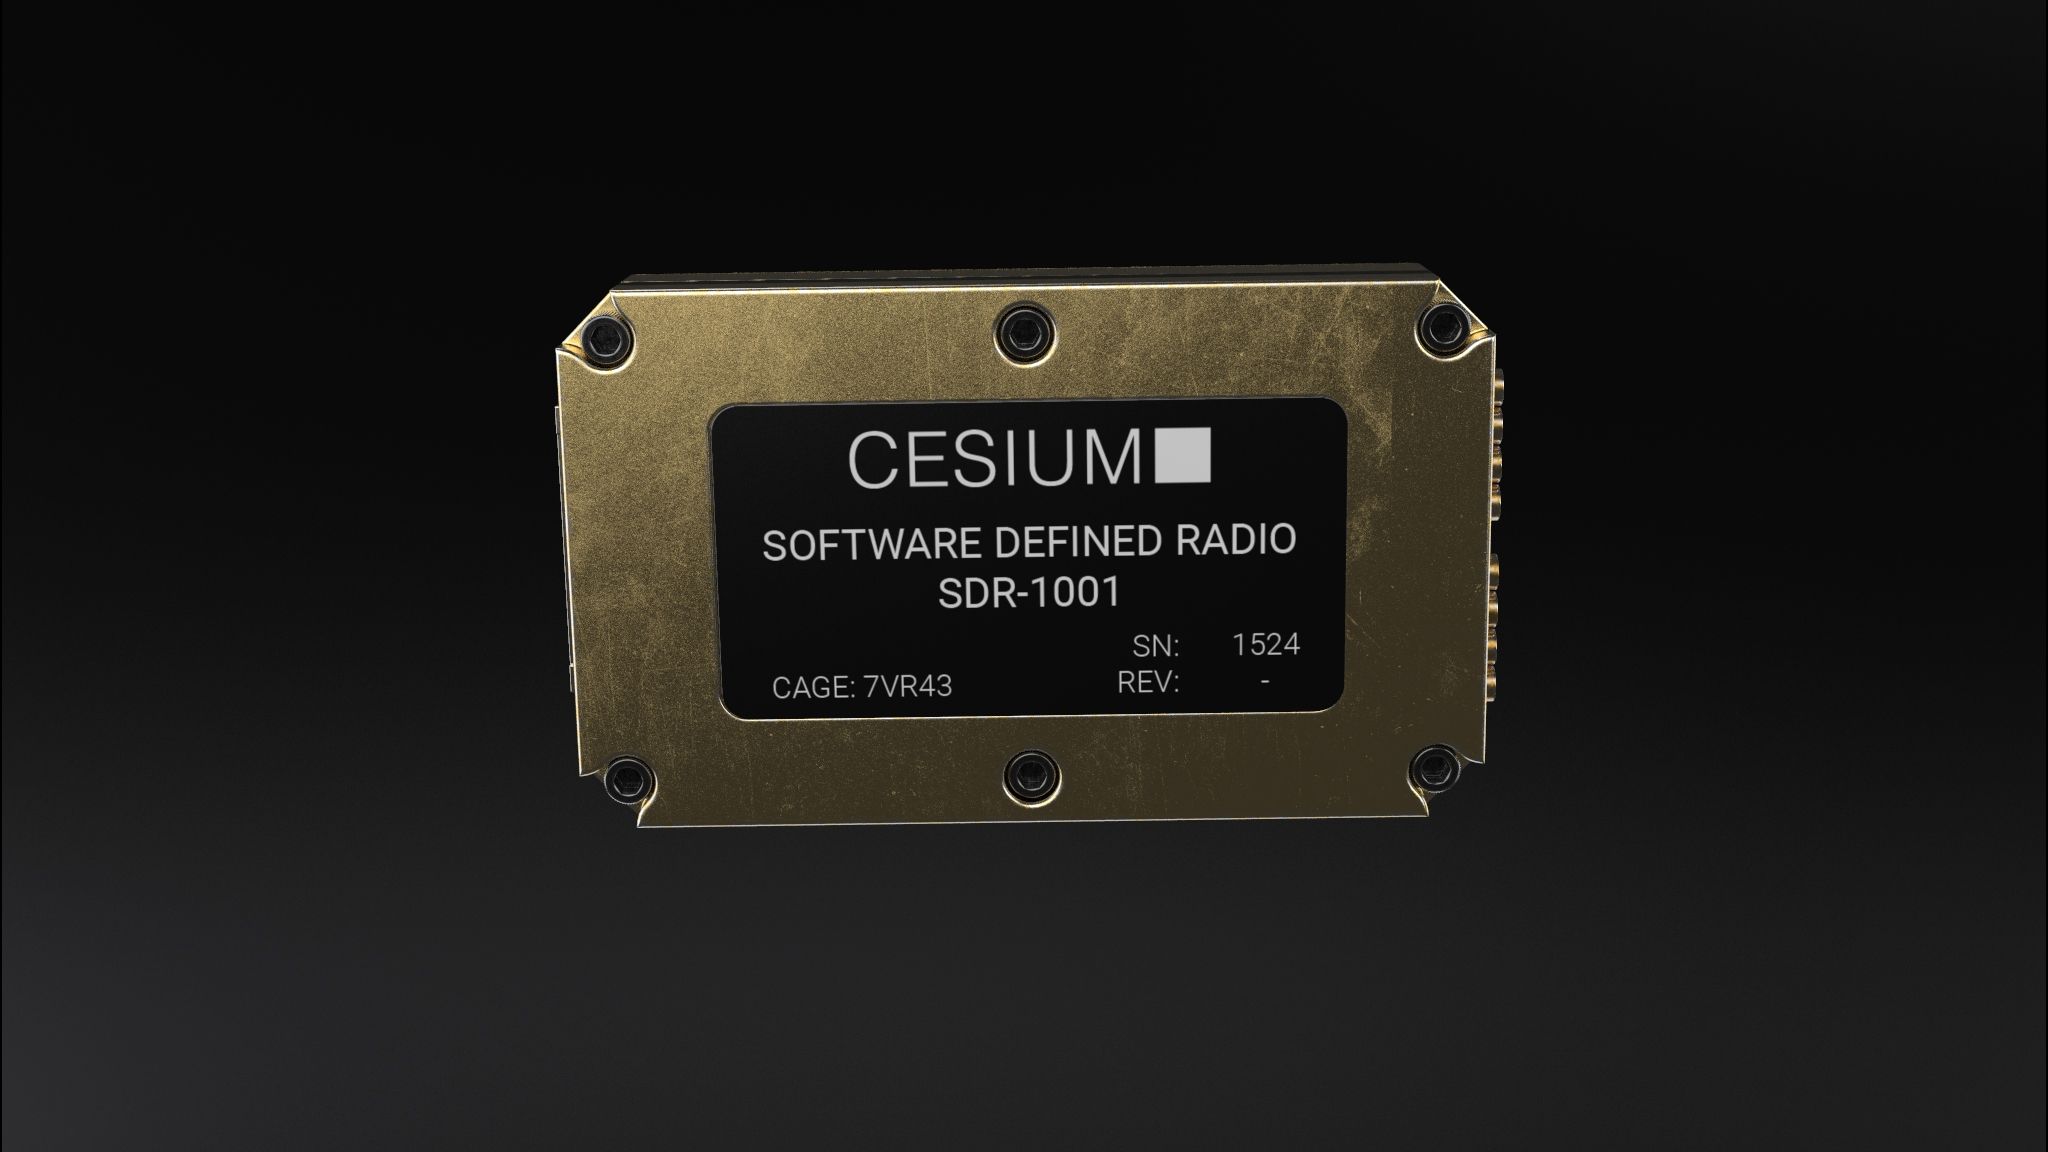 CESIUM
SOFTWARE DEFINED RADIO
SDR-1001
SN: 1524
CAGE: 7VR43 REV: -